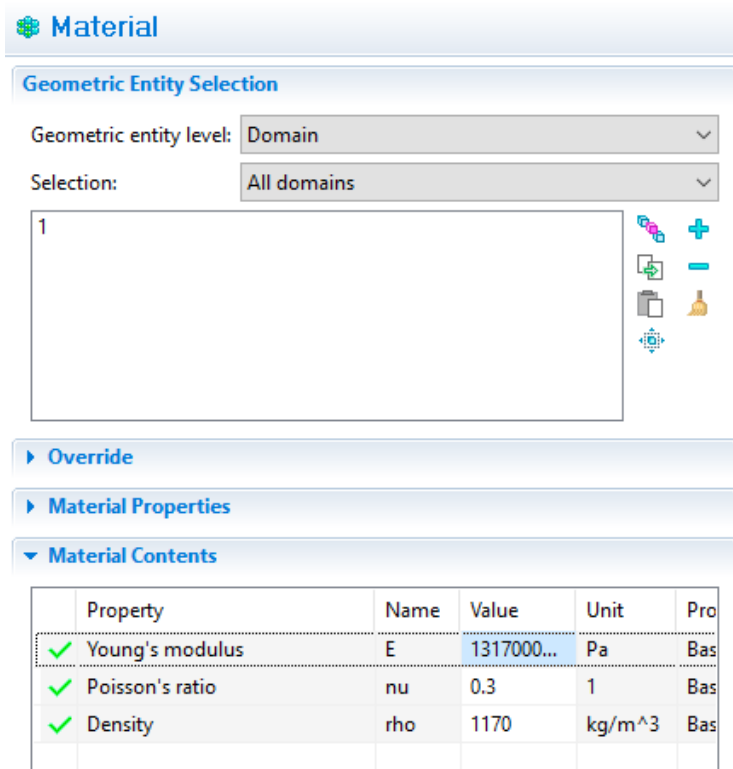 Material
Geometric Entity Selection
Geometric entity level: Domain
Selection: All domains
1
Override
Material Properties
Material Contents
Property Name Value Unit Pro
Young's modulus E 1317000... Pa Bas
Poisson's ratio nu 0.3 1 Bas
Density rho 1170 kg/m^3 Bas